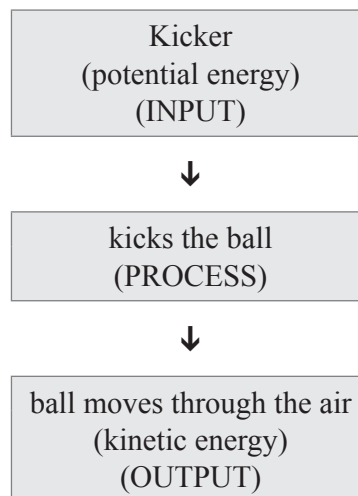 Kicker
(potential energy)
(INPUT)
kicks the ball
(PROCESS)
ball moves through the air
(kinetic energy)
(OUTPUT)